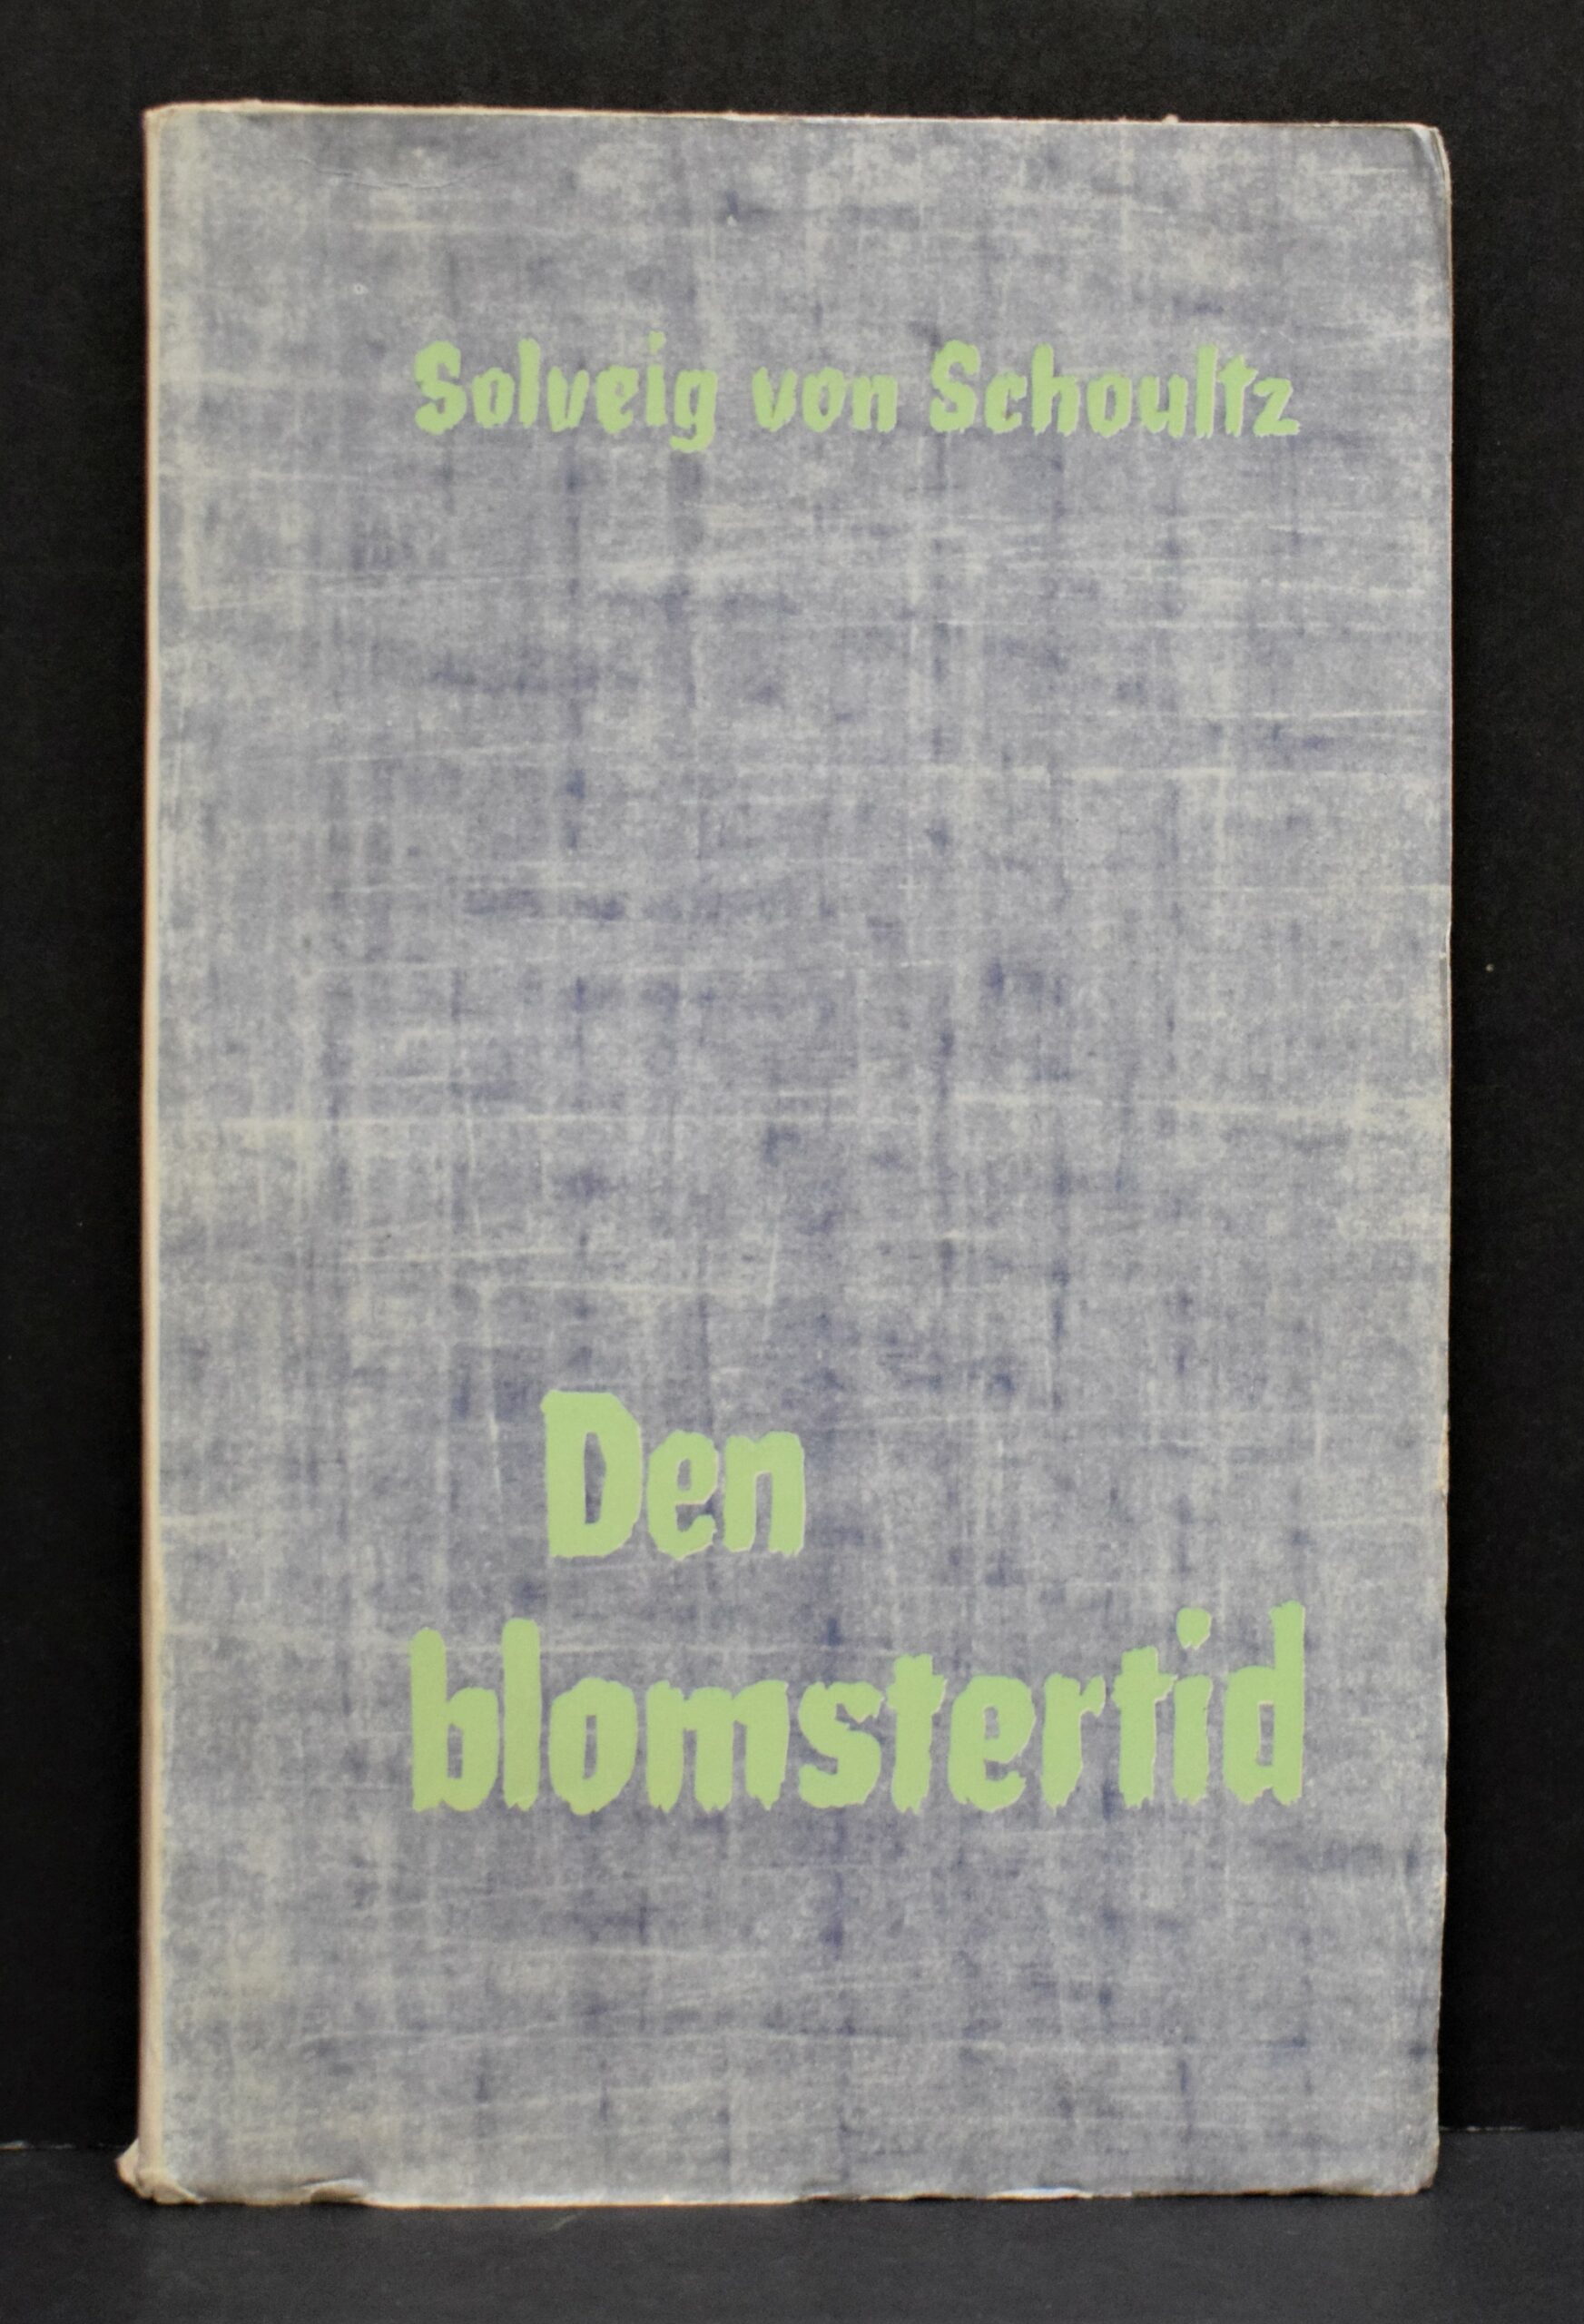 Solveig von Schoultz
Den
blomstertid